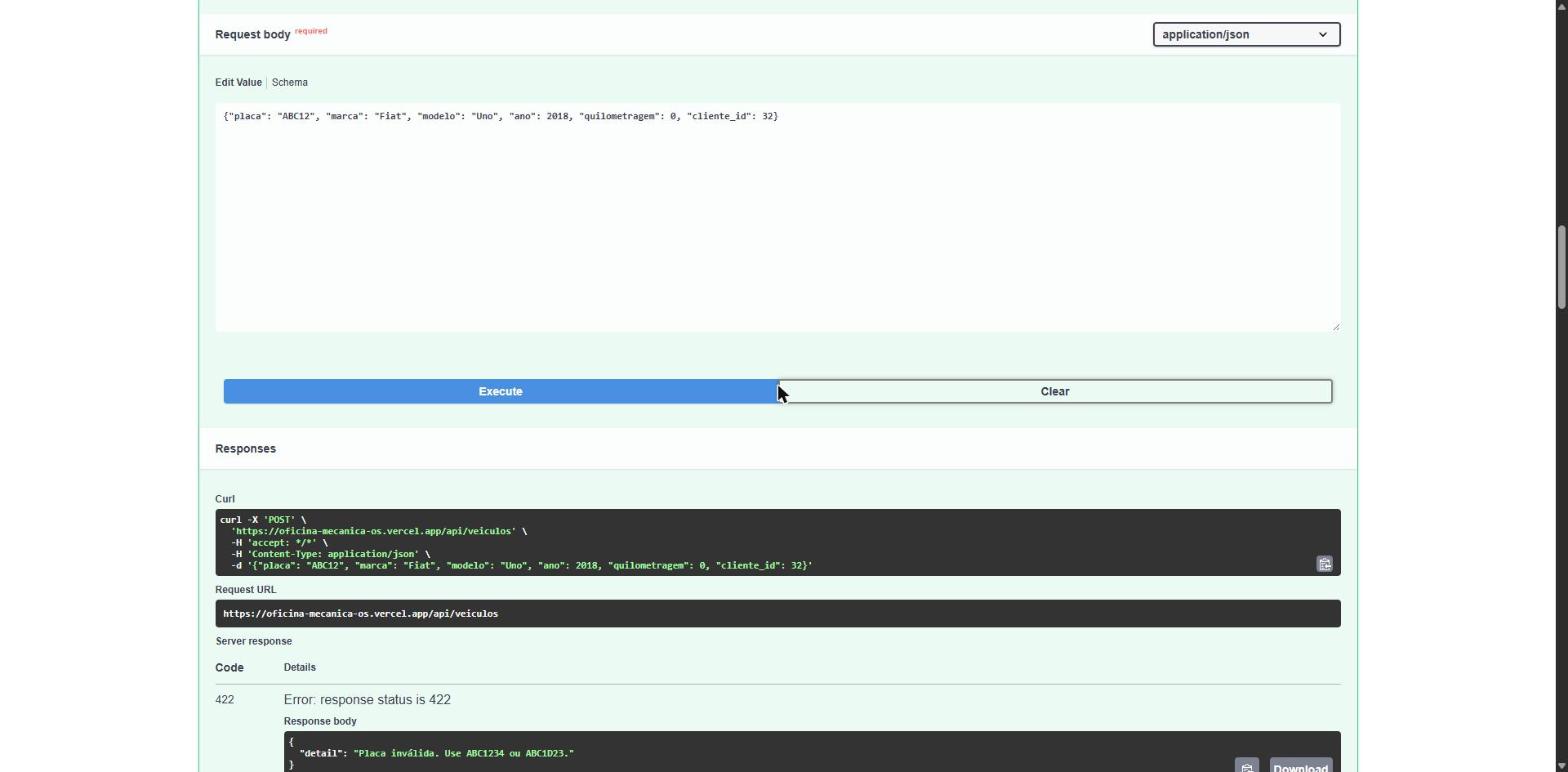 Request body required
application/json
Edit Value | Schema
{"placa": "ABC12", "marca": "Fiat", "modelo": "Uno", "ano": 2018, "quilometragem": 0, "cliente_id": 32}
Execute
Clear
Responses
Curl
curl -X 'POST' \
'https://oficina-mecanica-os.vercel.app/api/veiculos' \
-H 'accept: */*' \
-H 'Content-Type: application/json' \
-d '{"placa": "ABC12", "marca": "Fiat", "modelo": "Uno", "ano": 2018, "quilometragem": 0, "cliente_id": 32}'
Request URL
https://oficina-mecanica-os.vercel.app/api/veiculos
Server response
Code Details
422 Error: response status is 422
Response body
{
"detail": "Placa inválida. Use ABC1234 ou ABC1D23."
}
Download